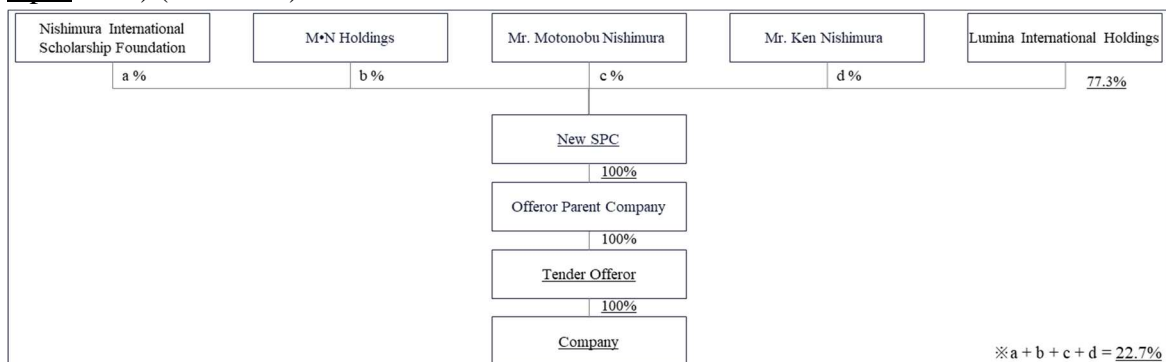 Nishimura International
Scholarship Foundation
M•N Holdings
Mr. Motonobu Nishimura
Mr. Ken Nishimura
Lumina International Holdings
a %
b %
c %
d %
77.3%
New SPC
100%
Offeror Parent Company
100%
Tender Offeror
100%
Company
※a + b + c + d = 22.7%